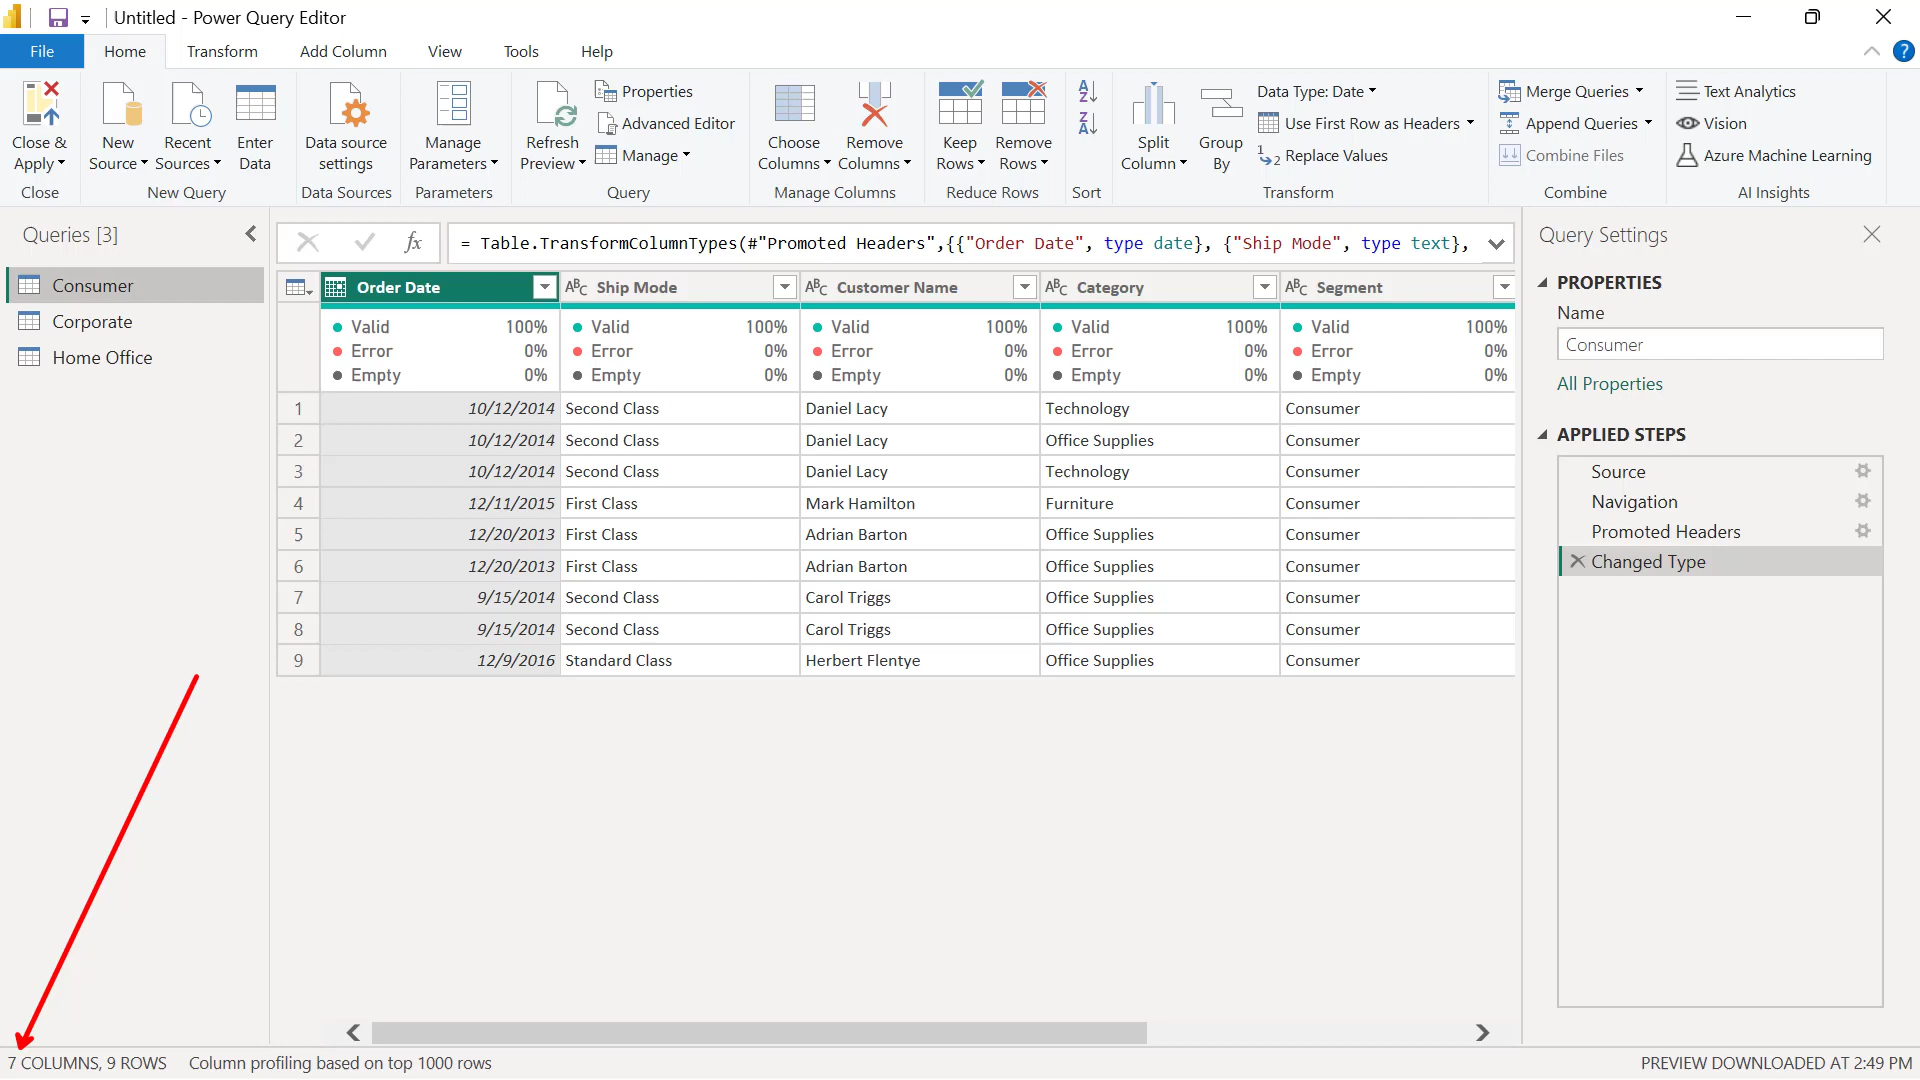 Untitled - Power Query Editor
File Home Transform Add Column View Tools Help
Close & Apply
Close
New Source
Recent Sources
Enter Data
New Query
Data source settings
Data Sources
Manage Parameters
Parameters
Refresh Preview
Properties
Advanced Editor
Manage
Query
Choose Columns
Remove Columns
Manage Columns
Keep Rows
Remove Rows
Reduce Rows
A
Z
Z
A
Sort
Split Column
Group By
Data Type: Date
Use First Row as Headers
1 2 Replace Values
Transform
Merge Queries
Append Queries
Combine Files
Combine
Text Analytics
Vision
Azure Machine Learning
AI Insights
?
Queries [3]
Consumer
Corporate
Home Office
fx = Table.TransformColumnTypes(#"Promoted Headers",{{"Order Date", type date}, {"Ship Mode", type text},
Order Date ABC Ship Mode ABC Customer Name ABC Category ABC Segment
Valid 100% Valid 100% Valid 100% Valid 100% Valid 100%
Error 0% Error 0% Error 0% Error 0% Error 0%
Empty 0% Empty 0% Empty 0% Empty 0% Empty 0%
1 10/12/2014 Second Class Daniel Lacy Technology Consumer
2 10/12/2014 Second Class Daniel Lacy Office Supplies Consumer
3 10/12/2014 Second Class Daniel Lacy Technology Consumer
4 12/11/2015 First Class Mark Hamilton Furniture Consumer
5 12/20/2013 First Class Adrian Barton Office Supplies Consumer
6 12/20/2013 First Class Adrian Barton Office Supplies Consumer
7 9/15/2014 Second Class Carol Triggs Office Supplies Consumer
8 9/15/2014 Second Class Carol Triggs Office Supplies Consumer
9 12/9/2016 Standard Class Herbert Flentye Office Supplies Consumer
Query Settings
PROPERTIES
Name
Consumer
All Properties
APPLIED STEPS
Source
Navigation
Promoted Headers
Changed Type
7 COLUMNS, 9 ROWS Column profiling based on top 1000 rows PREVIEW DOWNLOADED AT 2:49 PM